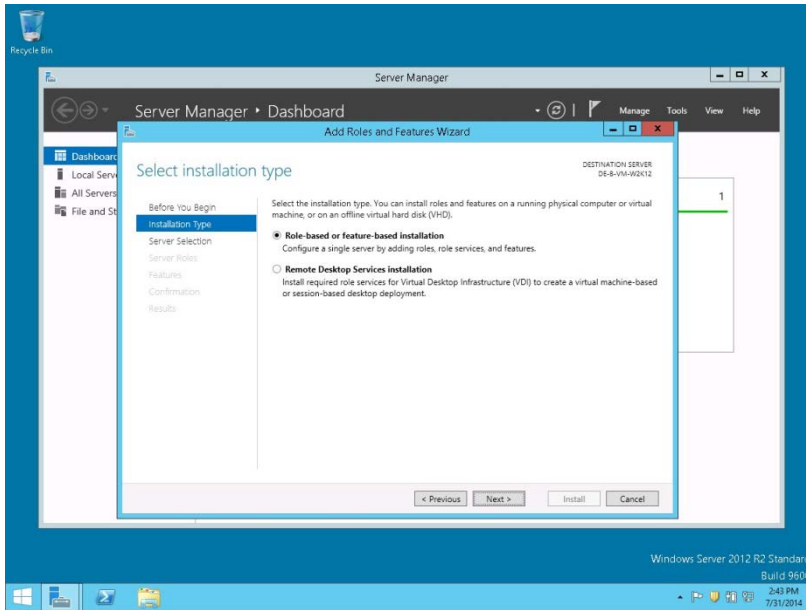 Recycle Bin
Server Manager
Server Manager • Dashboard
Manage Tools View Help
Add Roles and Features Wizard
Dashboard
Local Serv
All Servers
File and St
1
Select installation type
DESTINATION SERVER
DE-B-VM-W2K12
Before You Begin
Installation Type
Server Selection
Server Roles
Features
Confirmation
Results
Select the installation type. You can install roles and features on a running physical computer or virtual
machine, or on an offline virtual hard disk (VHD).
Role-based or feature-based installation
Configure a single server by adding roles, role services, and features.
Remote Desktop Services installation
Install required role services for Virtual Desktop Infrastructure (VDI) to create a virtual machine-based
or session-based desktop deployment.
< Previous Next > Install Cancel
Windows Server 2012 R2 Standar
Build 960
2:43 PM
7/31/2014